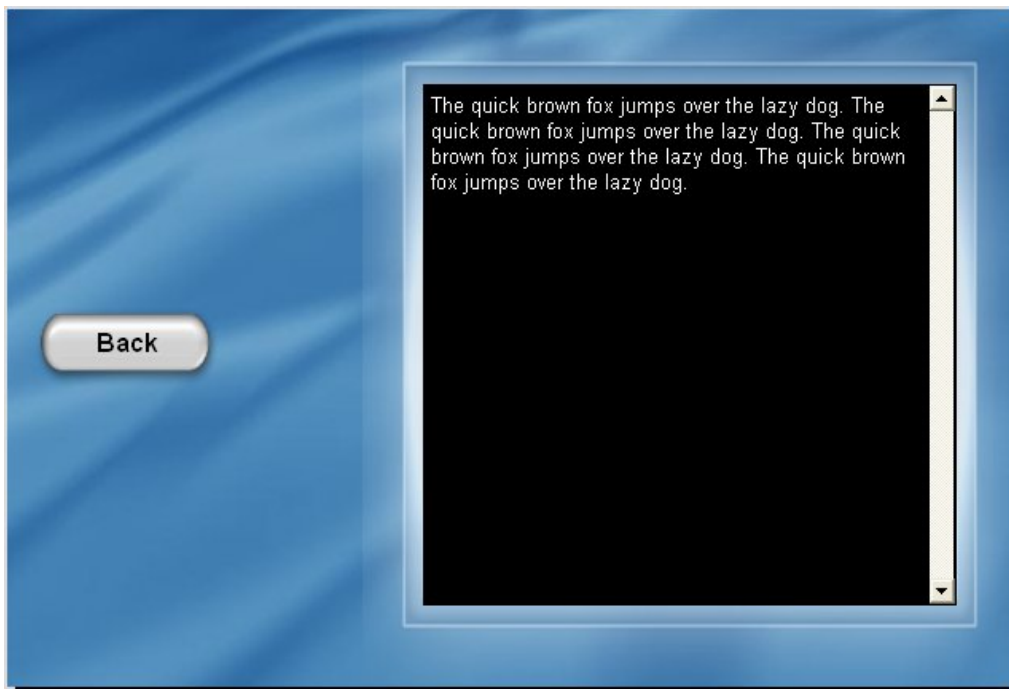 The quick brown fox jumps over the lazy dog. The
quick brown fox jumps over the lazy dog. The quick
brown fox jumps over the lazy dog. The quick brown
fox jumps over the lazy dog.
Back